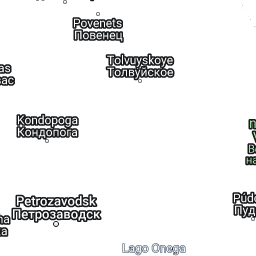 Povenets
Повенец
Tolvuyskoye
Толвуйское
Kondopoga
Кондопога
Petrozavodsk
Петрозаводск
Lago Onega